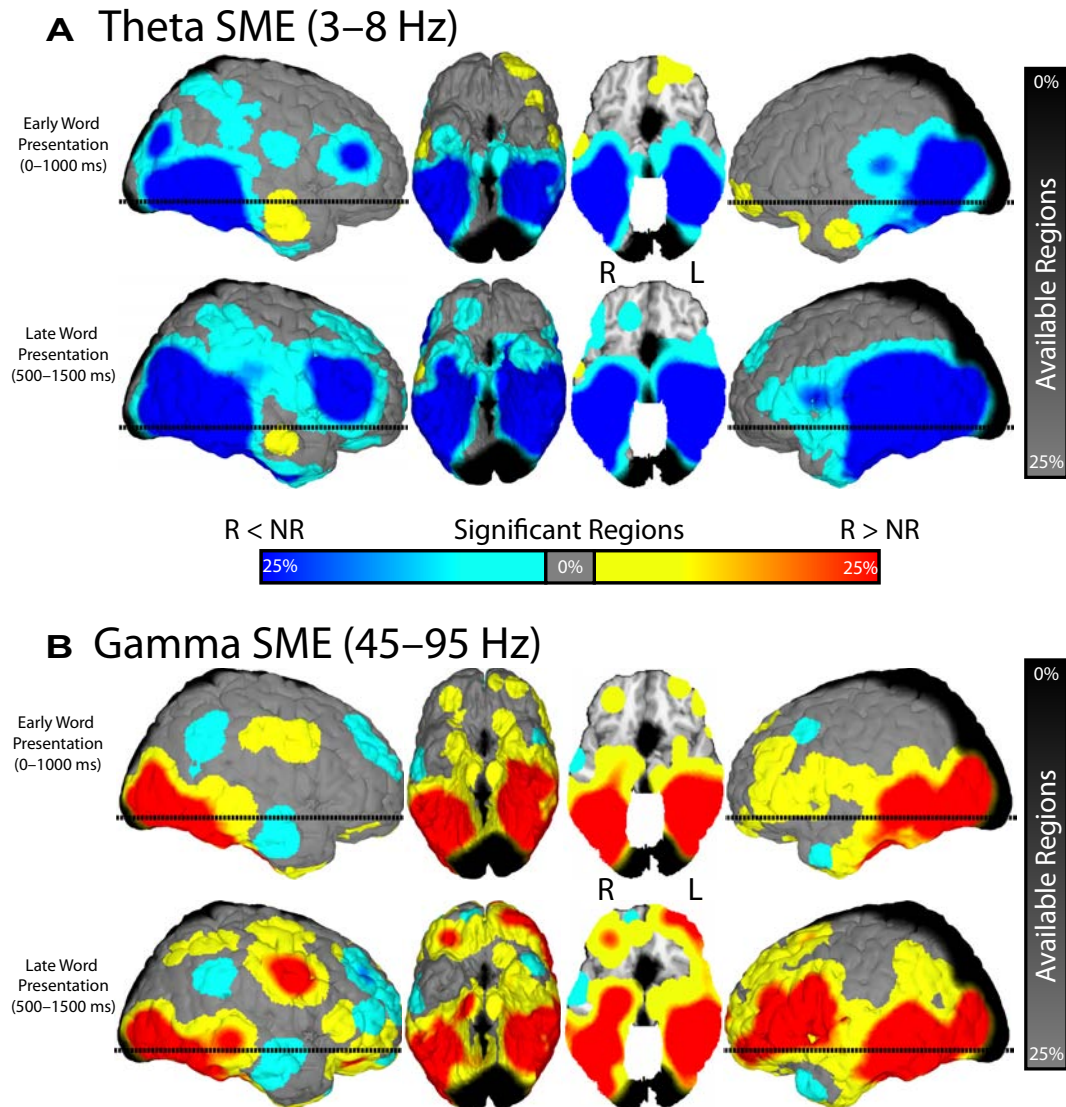 A Theta SME (3–8 Hz)
Early Word
Presentation
(0–1000 ms)
0%
Available Regions
25%
R L
Late Word
Presentation
(500–1500 ms)
R < NR Significant Regions R > NR
25% 0% 25%
B Gamma SME (45–95 Hz)
Early Word
Presentation
(0–1000 ms)
0%
Available Regions
25%
R L
Late Word
Presentation
(500–1500 ms)